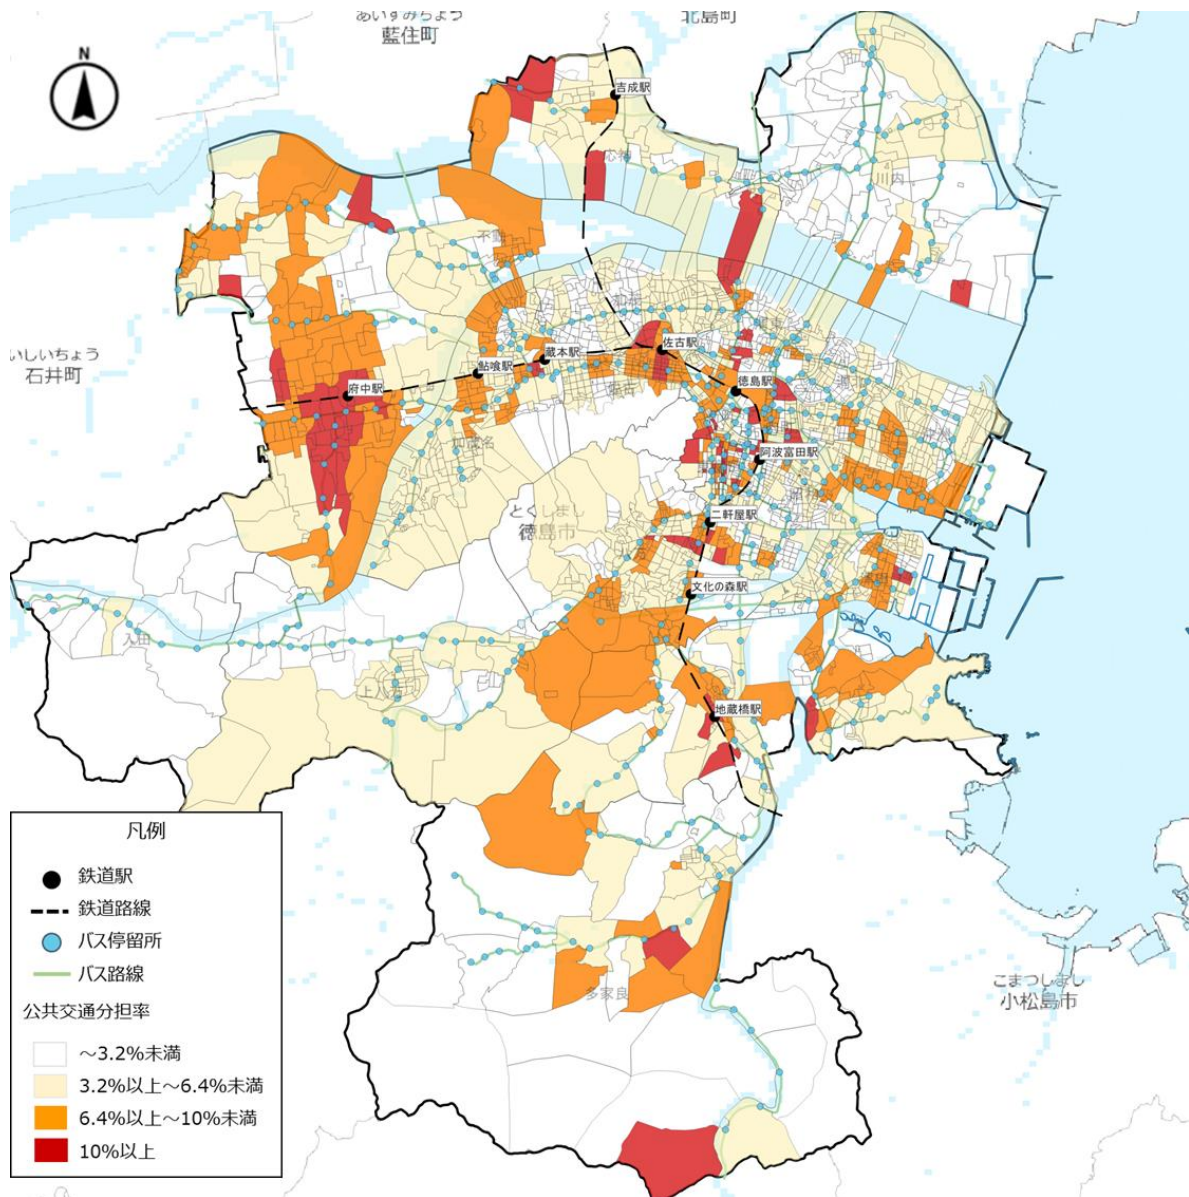 あいずみちょう
藍住町
北島町
N
吉成駅
応神
川内
不動
いしいちょう
石井町
佐古駅
蔵本駅
鮎喰駅
府中駅
徳島駅
加茂名
阿波富田駅
とくしまし
徳島市
二軒屋駅
八万
文化の森駅
入田
上八万
地蔵橋駅
多家良
こまつしまし
小松島市
凡例
鉄道駅
鉄道路線
バス停留所
バス路線
公共交通分担率
～3.2%未満
3.2%以上～6.4%未満
6.4%以上～10%未満
10%以上